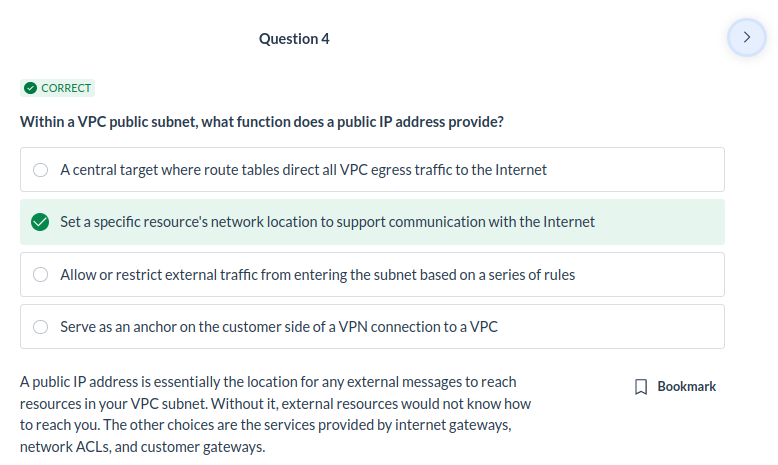 Question 4
CORRECT
Within a VPC public subnet, what function does a public IP address provide?
A central target where route tables direct all VPC egress traffic to the Internet
Set a specific resource's network location to support communication with the Internet
Allow or restrict external traffic from entering the subnet based on a series of rules
Serve as an anchor on the customer side of a VPN connection to a VPC
A public IP address is essentially the location for any external messages to reach
resources in your VPC subnet. Without it, external resources would not know how
to reach you. The other choices are the services provided by internet gateways,
network ACLs, and customer gateways.
Bookmark